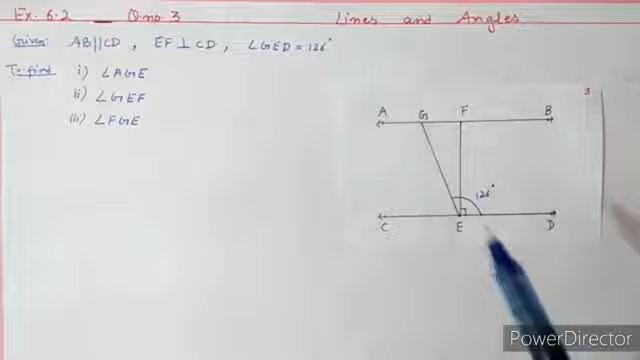 Ex. 6.2 Q.no 3 Lines and Angles
Given: AB||CD , EF ⊥ CD , ∠GED = 126°
To find i) ∠AGE
ii) ∠GEF
iii) ∠FGE
3
A G F B
126°
C E D
PowerDirector